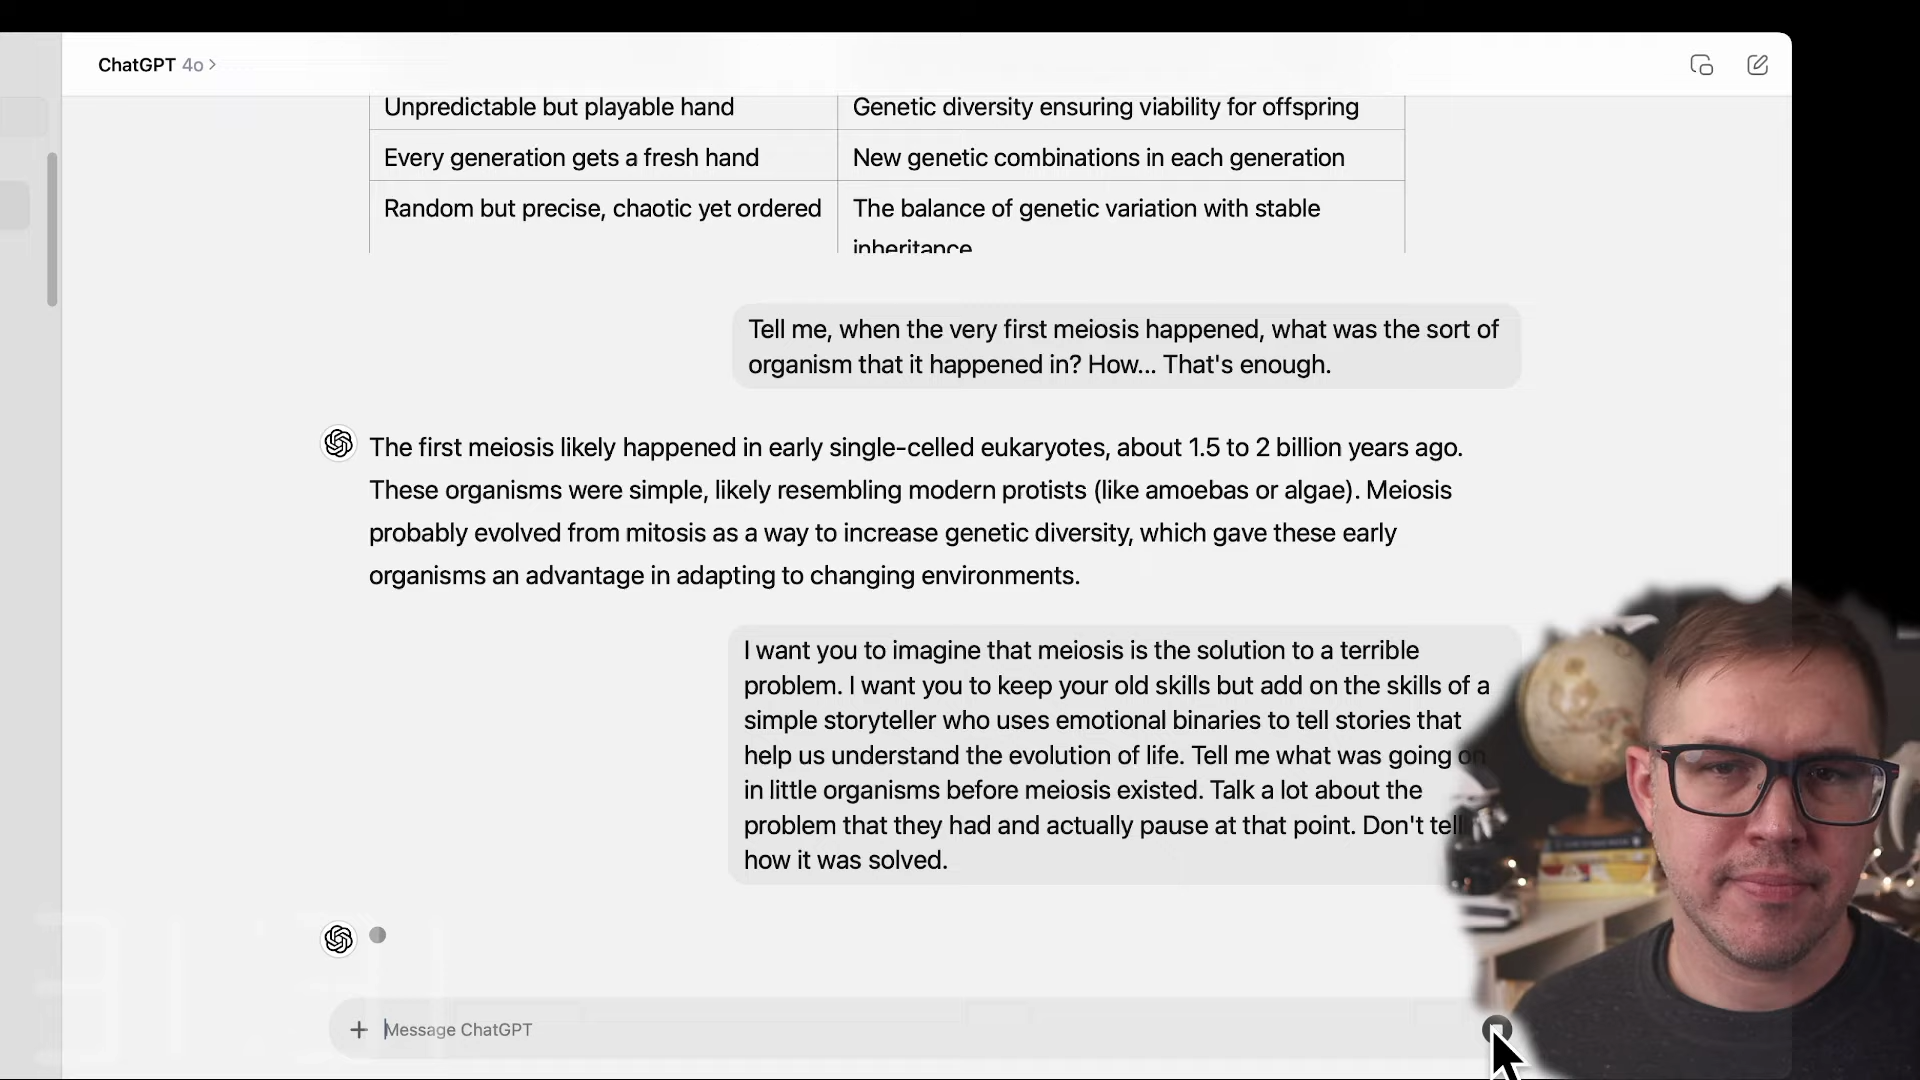 ChatGPT 4o >
Unpredictable but playable hand
Genetic diversity ensuring viability for offspring
Every generation gets a fresh hand
New genetic combinations in each generation
Random but precise, chaotic yet ordered
The balance of genetic variation with stable
inheritance
Tell me, when the very first meiosis happened, what was the sort of
organism that it happened in? How... That's enough.
The first meiosis likely happened in early single-celled eukaryotes, about 1.5 to 2 billion years ago.
These organisms were simple, likely resembling modern protists (like amoebas or algae). Meiosis
probably evolved from mitosis as a way to increase genetic diversity, which gave these early
organisms an advantage in adapting to changing environments.
I want you to imagine that meiosis is the solution to a terrible
problem. I want you to keep your old skills but add on the skills of a
simple storyteller who uses emotional binaries to tell stories that
help us understand the evolution of life. Tell me what was going on
in little organisms before meiosis existed. Talk a lot about the
problem that they had and actually pause at that point. Don't tell
how it was solved.
Message ChatGPT